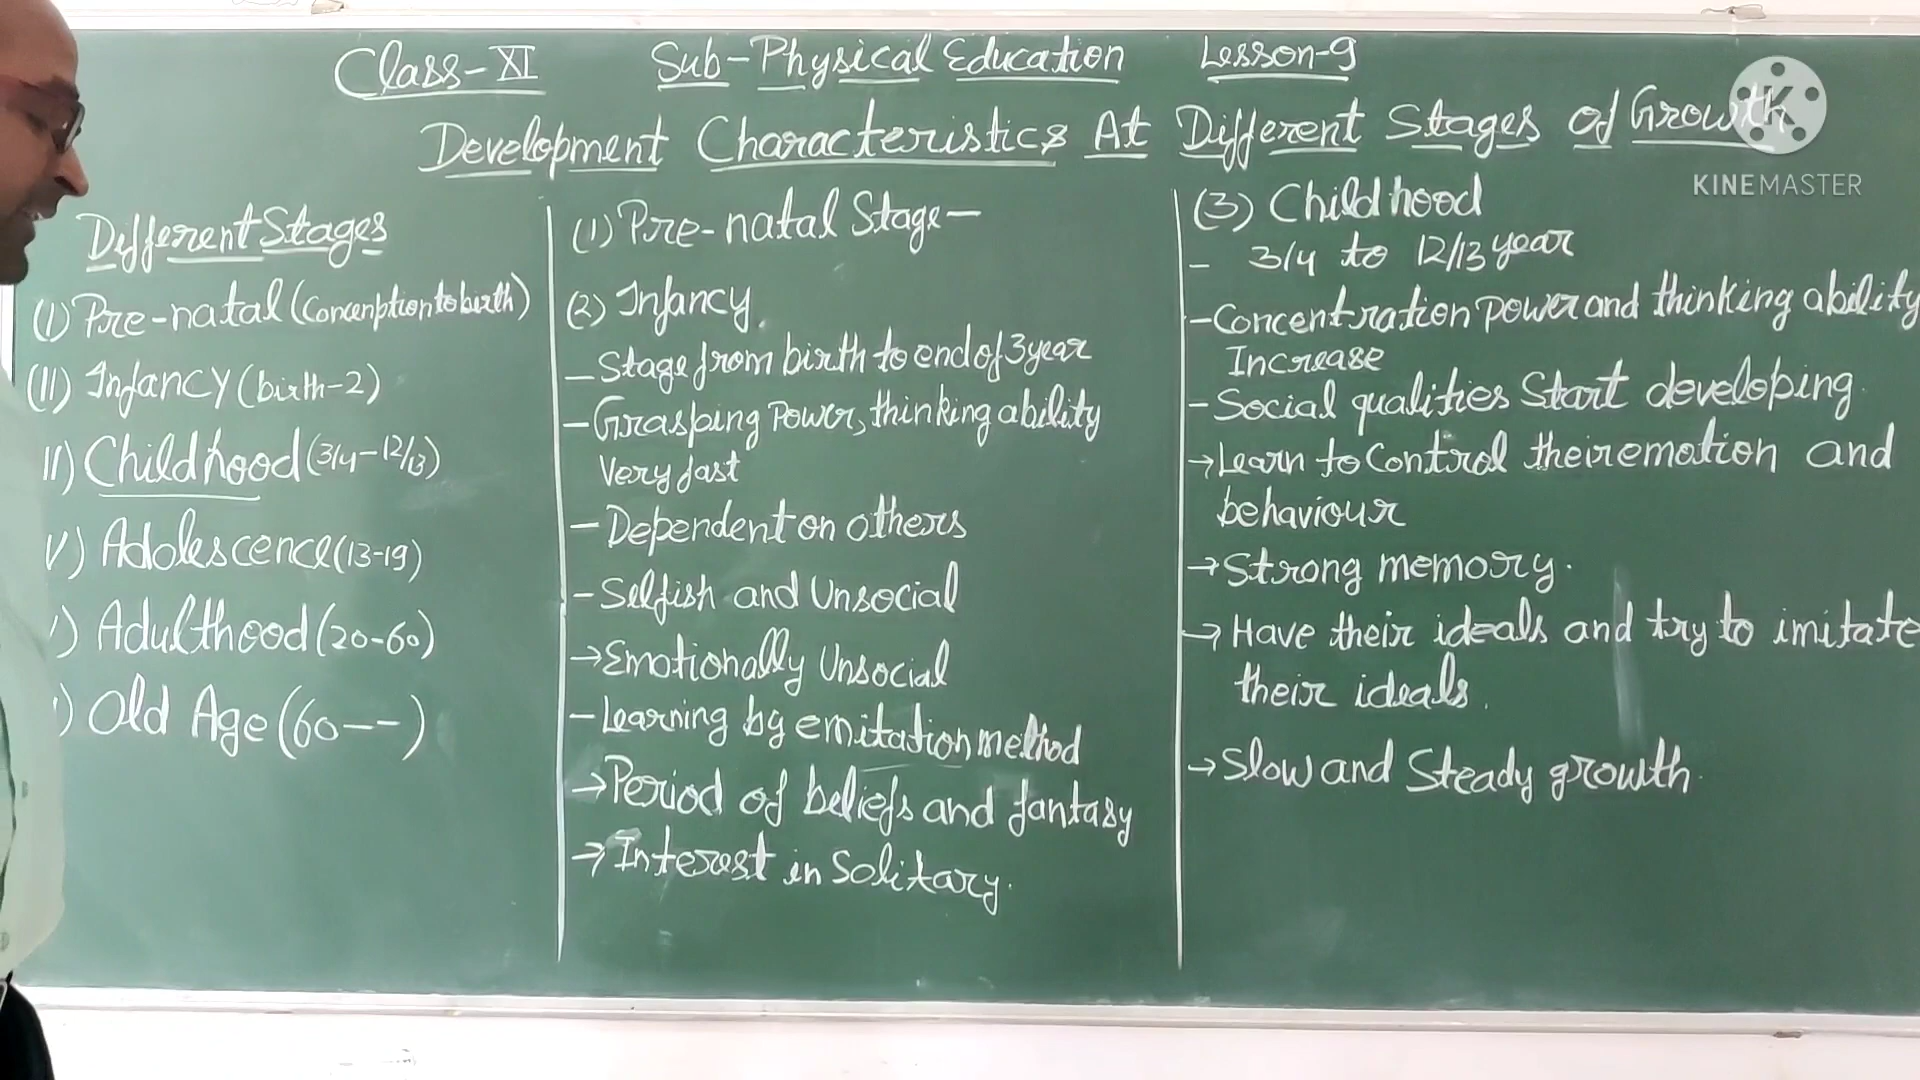 Class-XI Sub-Physical Education Lesson-9
Development Characteristics At Different Stages of Growth
KINEMASTER
Different Stages
(I) Pre-natal (Concenption to birth)
(II) Infancy (birth-2)
II) Childhood (3/4-12/13)
V) Adolescence (13-19)
) Adulthood (20-60)
) Old Age (60---)
(1) Pre-natal Stage-
(2) Infancy
- Stage from birth to end of 3 year
- Grasping Power, thinking ability
Very fast
- Dependent on others
- Selfish and Unsocial
→ Emotionally Unsocial
- Learning by emitation method
→ Period of beliefs and fantasy
→ Interest in Solitary.
(3) Childhood
- 3/4 to 12/13 year
- Concentration power and thinking ability
Increase
- Social qualities Start developing.
→ Learn to Control their emotion and
behaviour
→ Strong memory.
→ Have their ideals and try to imitate
their ideals.
→ Slow and Steady growth.